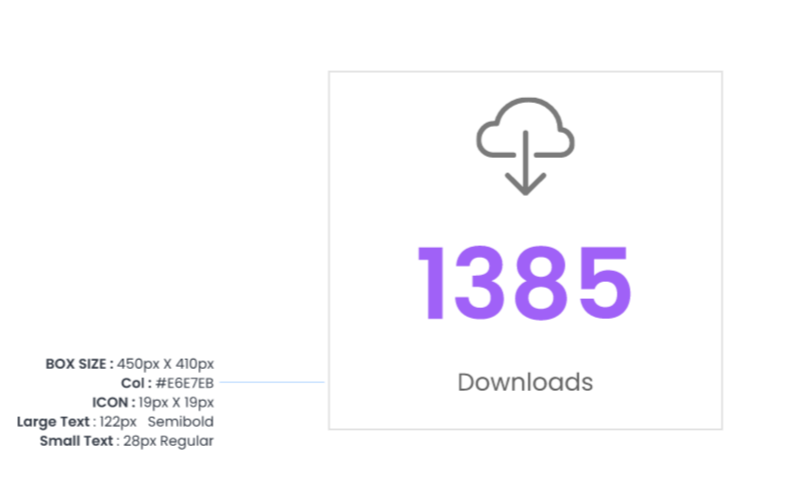 1385
Downloads
BOX SIZE : 450px X 410px
Col : #E6E7EB
ICON : 19px X 19px
Large Text : 122px Semibold
Small Text : 28px Regular